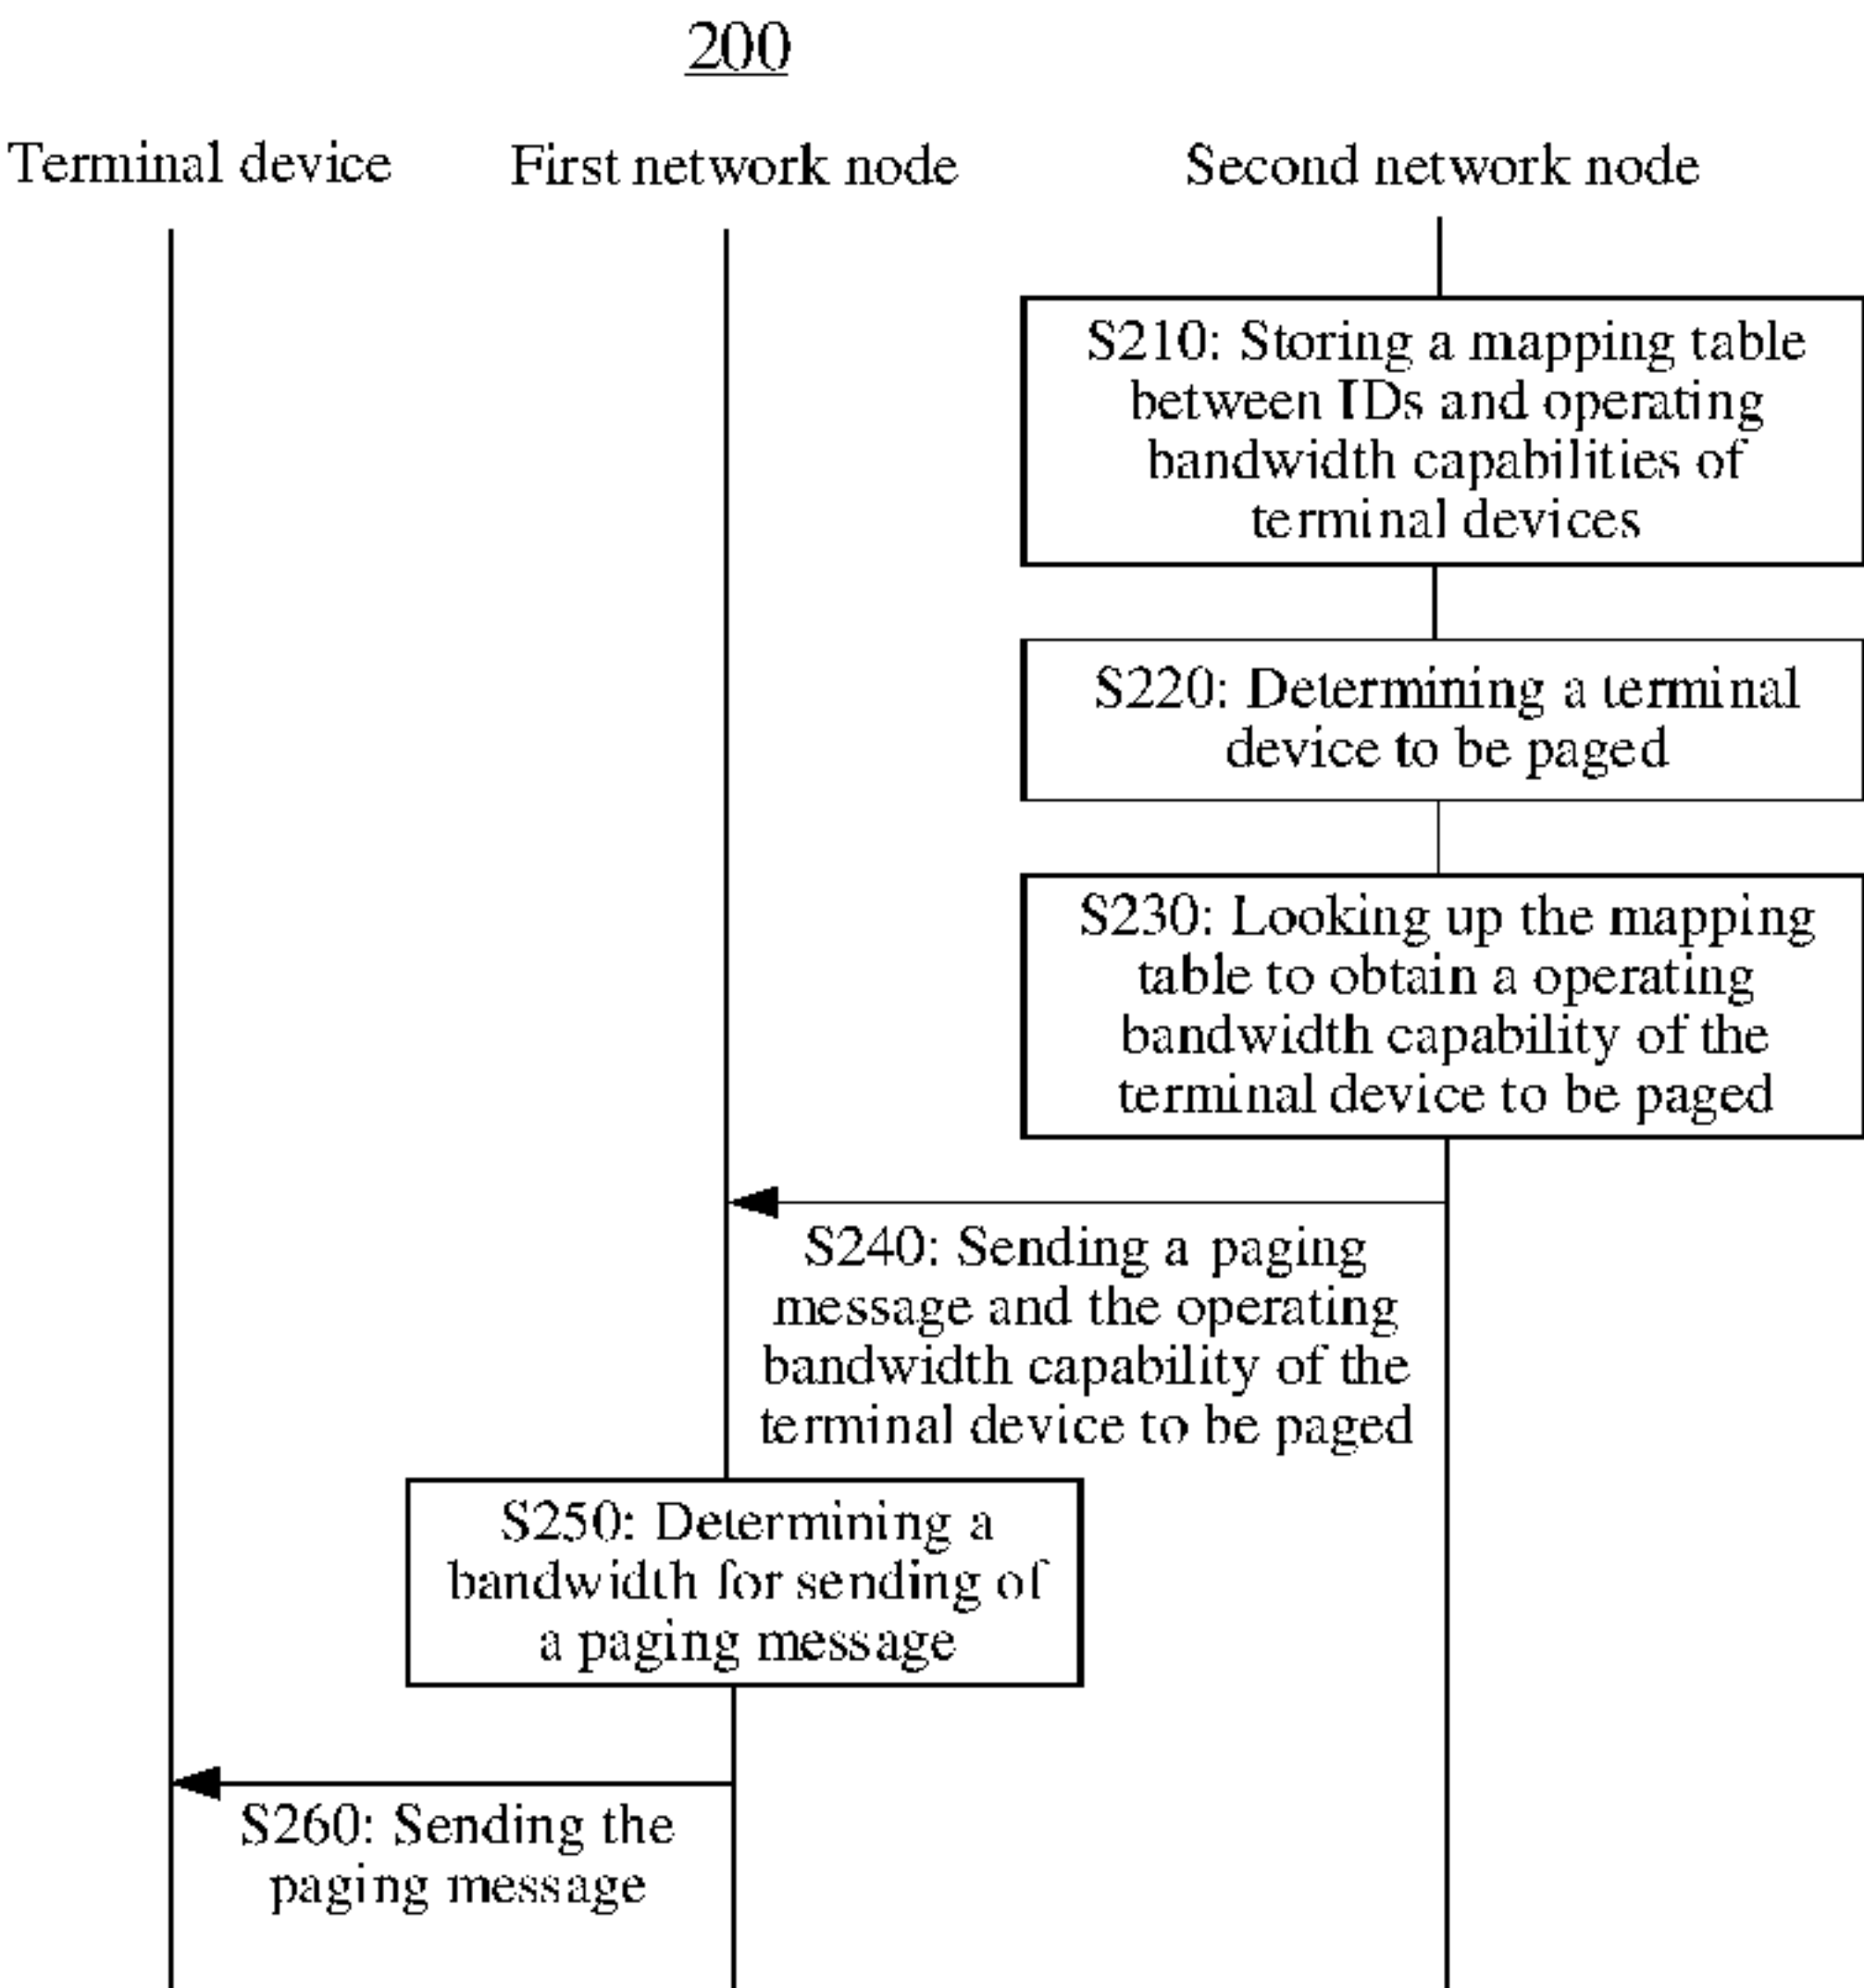 200
Terminal device
First network node
Second network node
S210: Storing a mapping table
between IDs and operating
bandwidth capabilities of
terminal devices
S220: Determining a terminal
device to be paged
S230: Looking up the mapping
table to obtain a operating
bandwidth capability of the
terminal device to be paged
S240: Sending a paging
message and the operating
bandwidth capability of the
terminal device to be paged
S250: Determining a
bandwidth for sending of
a paging message
S260: Sending the
paging message